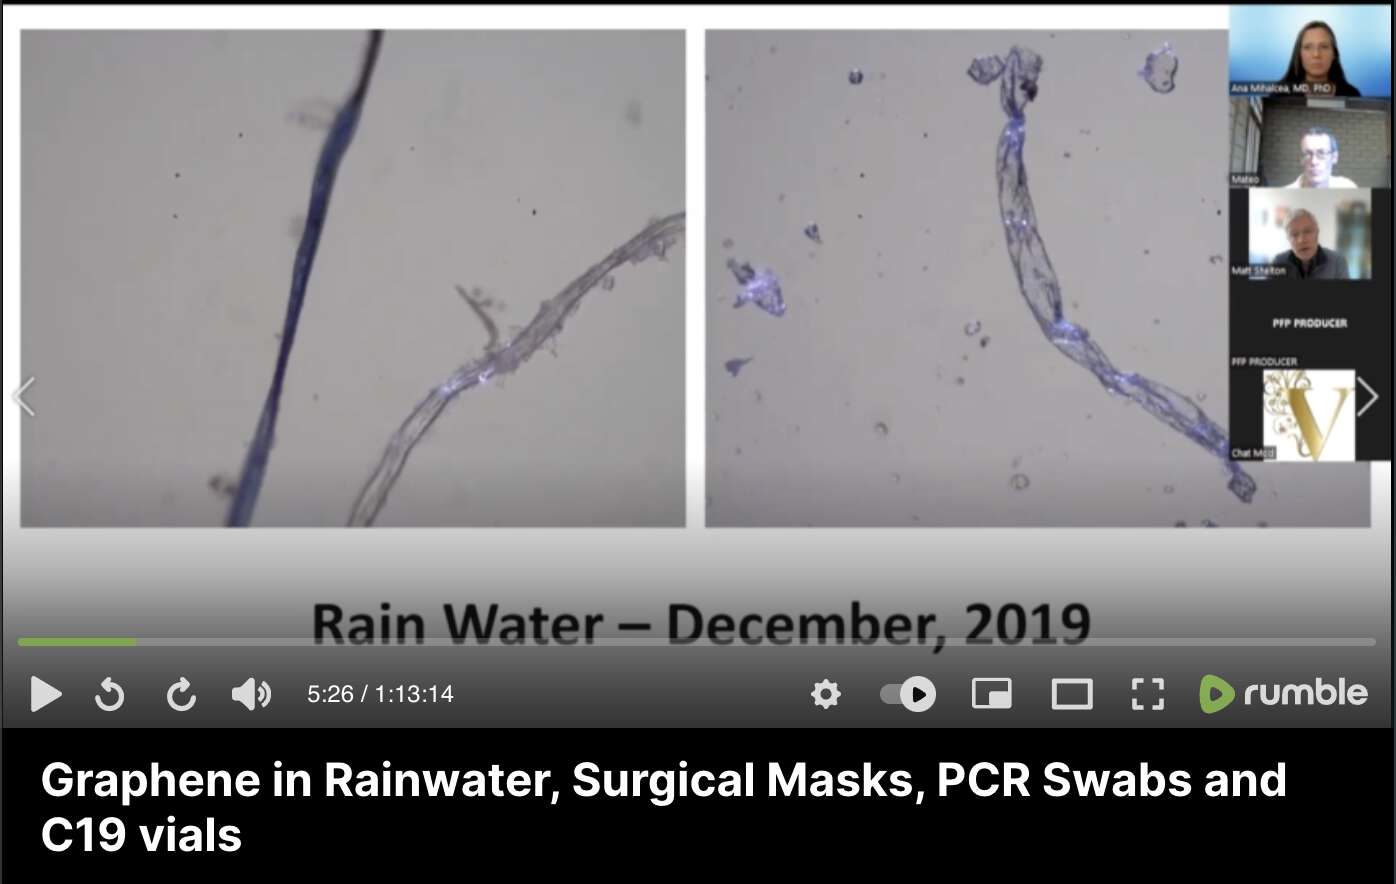 Ana Mihalcea, MD, PhD
Mateo
Matt Shelton
PFP PRODUCER
PFP PRODUCER
V
Chat Mod
Rain Water – December, 2019
5:26 / 1:13:14
rumble
Graphene in Rainwater, Surgical Masks, PCR Swabs and
C19 vials